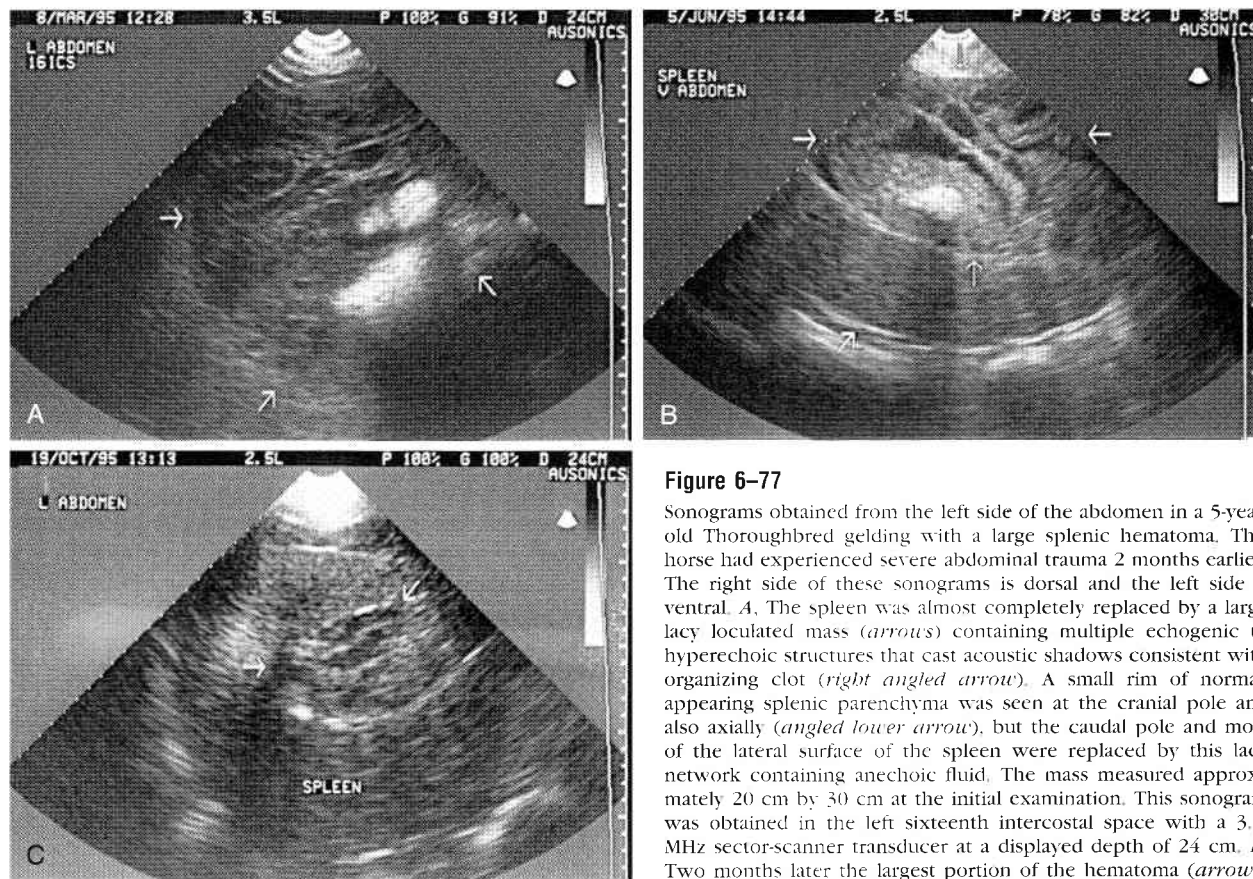 8/MAR/95 12:28 3.5L P 100% G 91% D 24CM
AUSONICS
L ABDOMEN
16ICS
A
5/JUN/95 14:44 2.5L P 78% G 82% D 30CM
AUSONICS
SPLEEN
V ABDOMEN
B
19/OCT/95 13:13 2.5L P 100% G 100% D 24CM
AUSONICS
L ABDOMEN
SPLEEN
C
Figure 6–77
Sonograms obtained from the left side of the abdomen in a 5-yea
old Thoroughbred gelding with a large splenic hematoma. Th
horse had experienced severe abdominal trauma 2 months earlie
The right side of these sonograms is dorsal and the left side
ventral. A, The spleen was almost completely replaced by a larg
lacy loculated mass (arrows) containing multiple echogenic t
hyperechoic structures that cast acoustic shadows consistent wit
organizing clot (right angled arrow). A small rim of norma
appearing splenic parenchyma was seen at the cranial pole an
also axially (angled lower arrow), but the caudal pole and mo
of the lateral surface of the spleen were replaced by this lac
network containing anechoic fluid. The mass measured approx
mately 20 cm by 30 cm at the initial examination. This sonogra
was obtained in the left sixteenth intercostal space with a 3.
MHz sector-scanner transducer at a displayed depth of 24 cm.
Two months later the largest portion of the hematoma (arrow